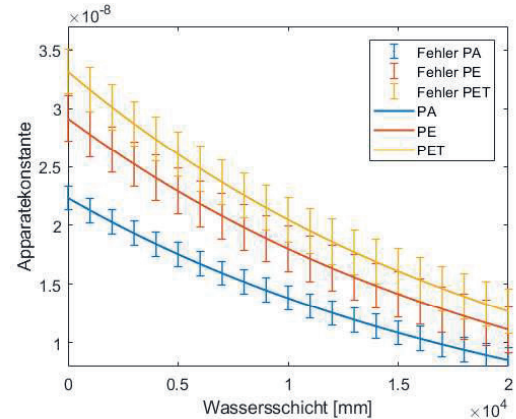 ×10⁻⁸
3.5
3
2.5
2
1.5
1
Apparatekonstante
Fehler PA
Fehler PE
Fehler PET
PA
PE
PET
0 0.5 1 1.5 2
Wassersschicht [mm] ×10⁴